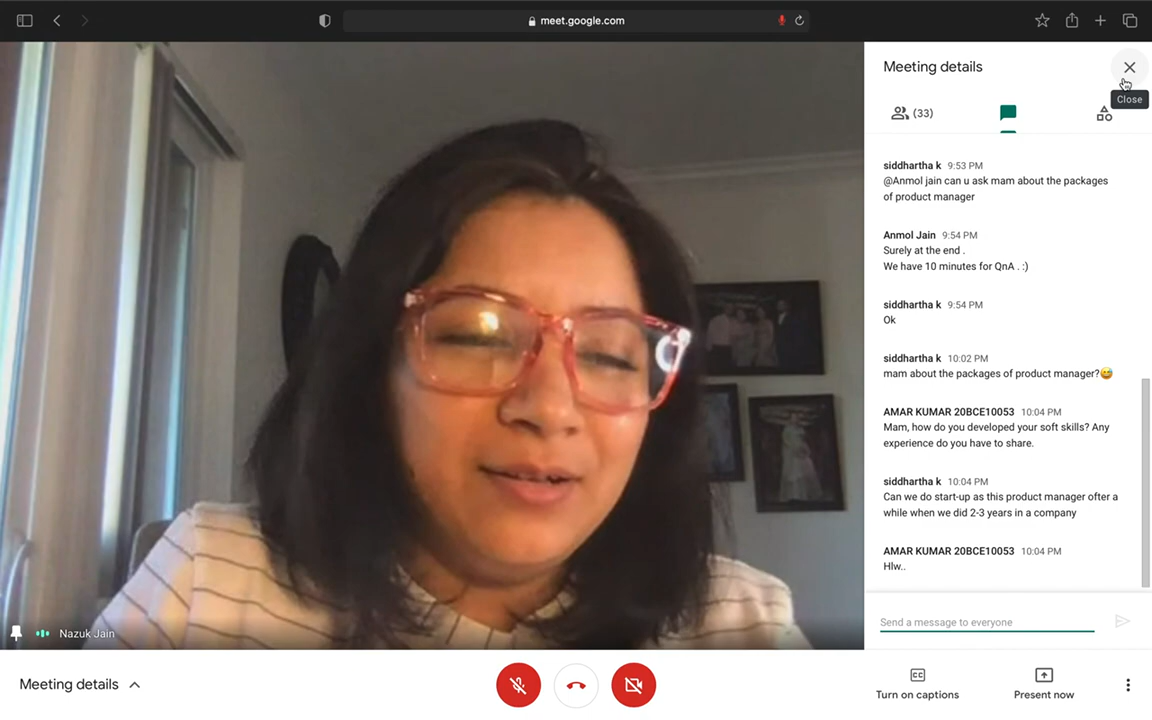 meet.google.com
Meeting details
Close
(33)
siddhartha k 9:53 PM
@Anmol jain can u ask mam about the packages
of product manager
Anmol Jain 9:54 PM
Surely at the end .
We have 10 minutes for QnA . :)
siddhartha k 9:54 PM
Ok
siddhartha k 10:02 PM
mam about the packages of product manager?😅
AMAR KUMAR 20BCE10053 10:04 PM
Mam, how do you developed your soft skills? Any
experience do you have to share.
siddhartha k 10:04 PM
Can we do start-up as this product manager ofter a
while when we did 2-3 years in a company
AMAR KUMAR 20BCE10053 10:04 PM
Hlw..
Send a message to everyone
Nazuk Jain
Meeting details
CC
Turn on captions
Present now